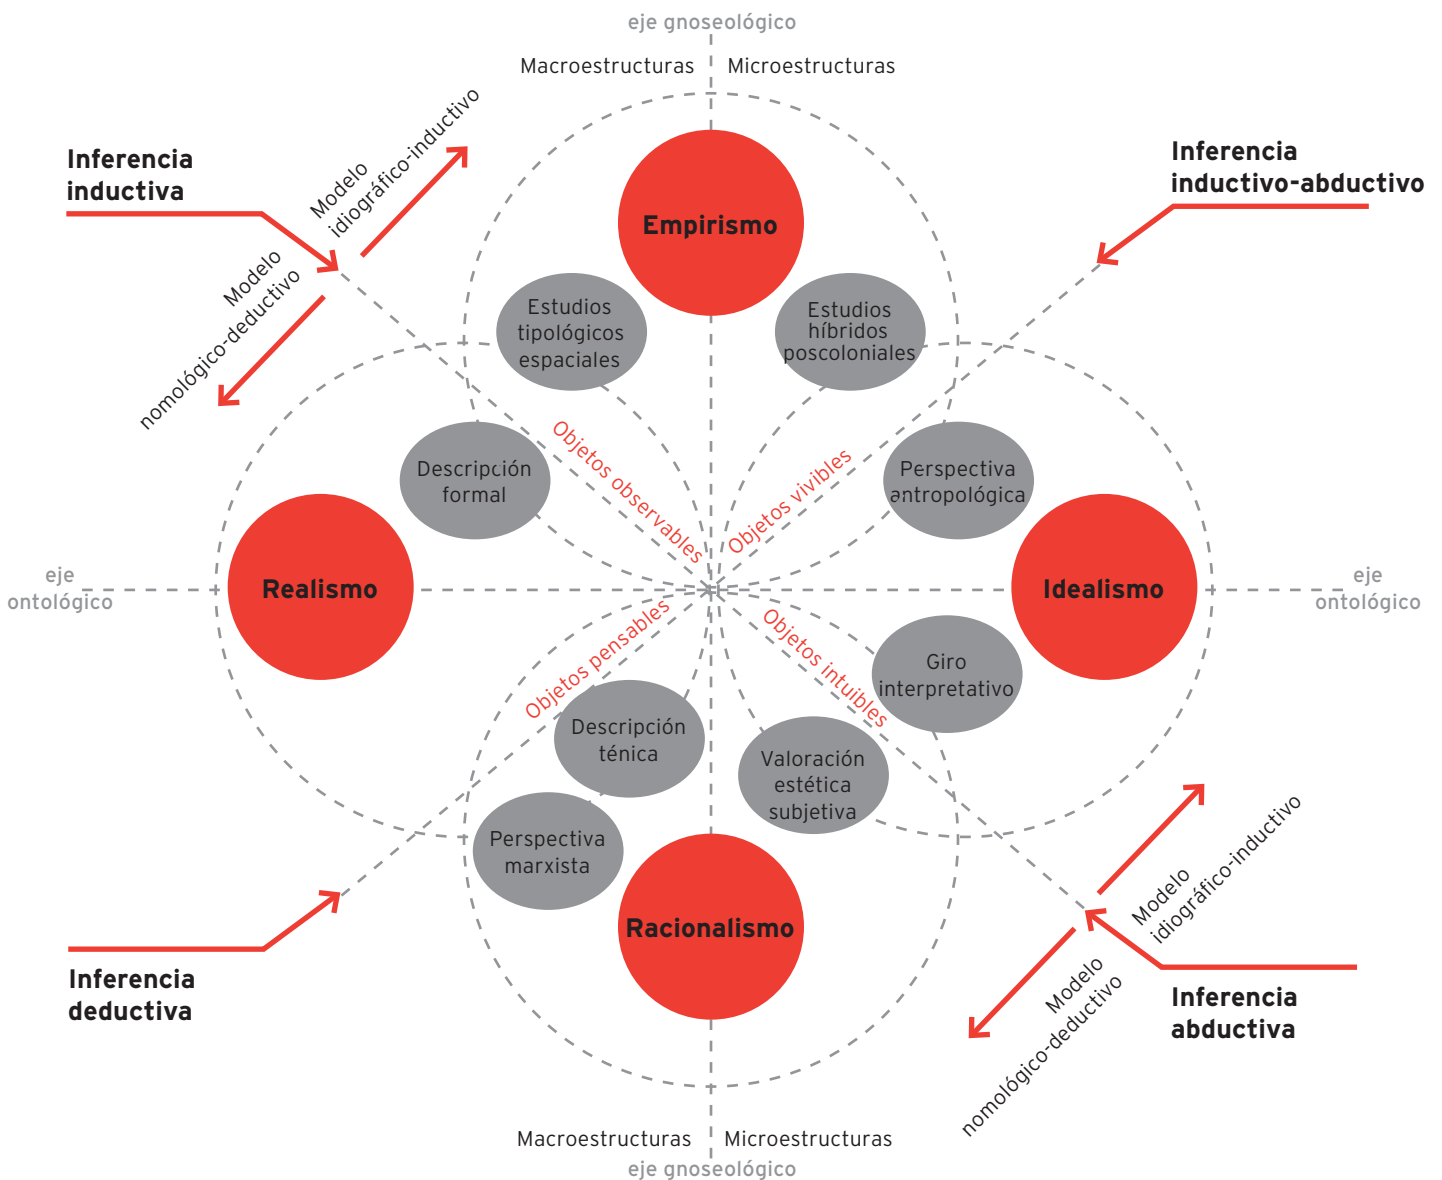 eje gnoseológico
Macroestructuras
Microestructuras
Inferencia
inductiva
Modelo
idiográfico-inductivo
Modelo
nomológico-deductivo
Inferencia
inductivo-abductivo
Empirismo
Estudios
tipológicos
espaciales
Estudios
híbridos
poscoloniales
Descripción
formal
Objetos observables
Objetos vivibles
Perspectiva
antropológica
eje
ontológico
Realismo
Idealismo
eje
ontológico
Objetos pensables
Objetos intuibles
Giro
interpretativo
Descripción
ténica
Valoración
estética
subjetiva
Perspectiva
marxista
Racionalismo
Inferencia
deductiva
Modelo
idiográfico-inductivo
Modelo
nomológico-deductivo
Inferencia
abductiva
Macroestructuras
Microestructuras
eje gnoseológico